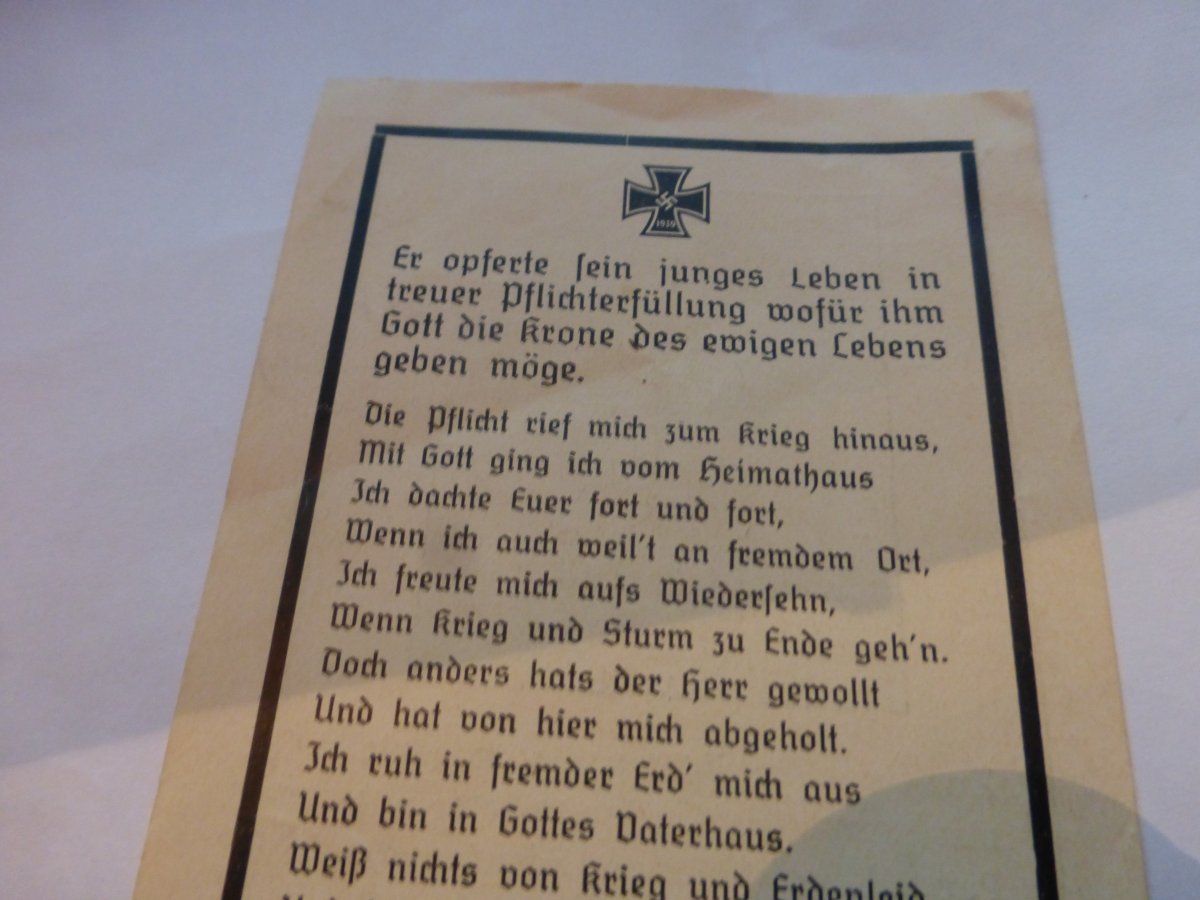 1939
Er opferte sein junges Leben in
treuer Pflichterfüllung wofür ihm
Gott die Krone des ewigen Lebens
geben möge.
Die Pflicht rief mich zum Krieg hinaus,
Mit Gott ging ich vom Heimathaus
Ich dachte Euer fort und fort,
Wenn ich auch weil't an fremdem Ort,
Ich freute mich aufs Wiedersehn,
Wenn Krieg und Sturm zu Ende geh'n.
Doch anders hats der Herr gewollt
Und hat von hier mich abgeholt.
Ich ruh in fremder Erd' mich aus
Und bin in Gottes Vaterhaus.
Weiß nichts von Krieg und Erdenleid